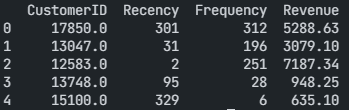 CustomerID Recency Frequency Revenue
0 17850.0 301 312 5288.63
1 13047.0 31 196 3079.10
2 12583.0 2 251 7187.34
3 13748.0 95 28 948.25
4 15100.0 329 6 635.10